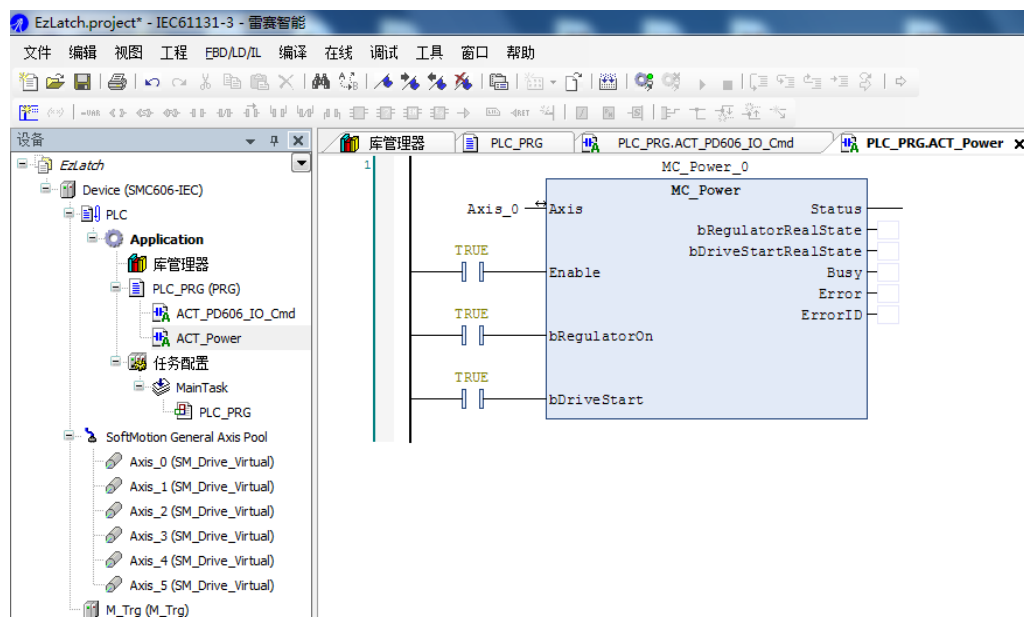 EzLatch.project* - IEC61131-3 - 雷赛智能
文件 编辑 视图 工程 FBD/LD/IL 编译 在线 调试 工具 窗口 帮助
设备
库管理器 PLC_PRG PLC_PRG.ACT_PD606_IO_Cmd PLC_PRG.ACT_Power
EzLatch
Device (SMC606-IEC)
PLC
Application
库管理器
PLC_PRG (PRG)
ACT_PD606_IO_Cmd
ACT_Power
任务配置
MainTask
PLC_PRG
SoftMotion General Axis Pool
Axis_0 (SM_Drive_Virtual)
Axis_1 (SM_Drive_Virtual)
Axis_2 (SM_Drive_Virtual)
Axis_3 (SM_Drive_Virtual)
Axis_4 (SM_Drive_Virtual)
Axis_5 (SM_Drive_Virtual)
M_Trg (M_Trg)
1
MC_Power_0
MC_Power
Axis_0 Axis Status
bRegulatorRealState
TRUE bDriveStartRealState
Enable Busy
Error
TRUE ErrorID
bRegulatorOn
TRUE
bDriveStart